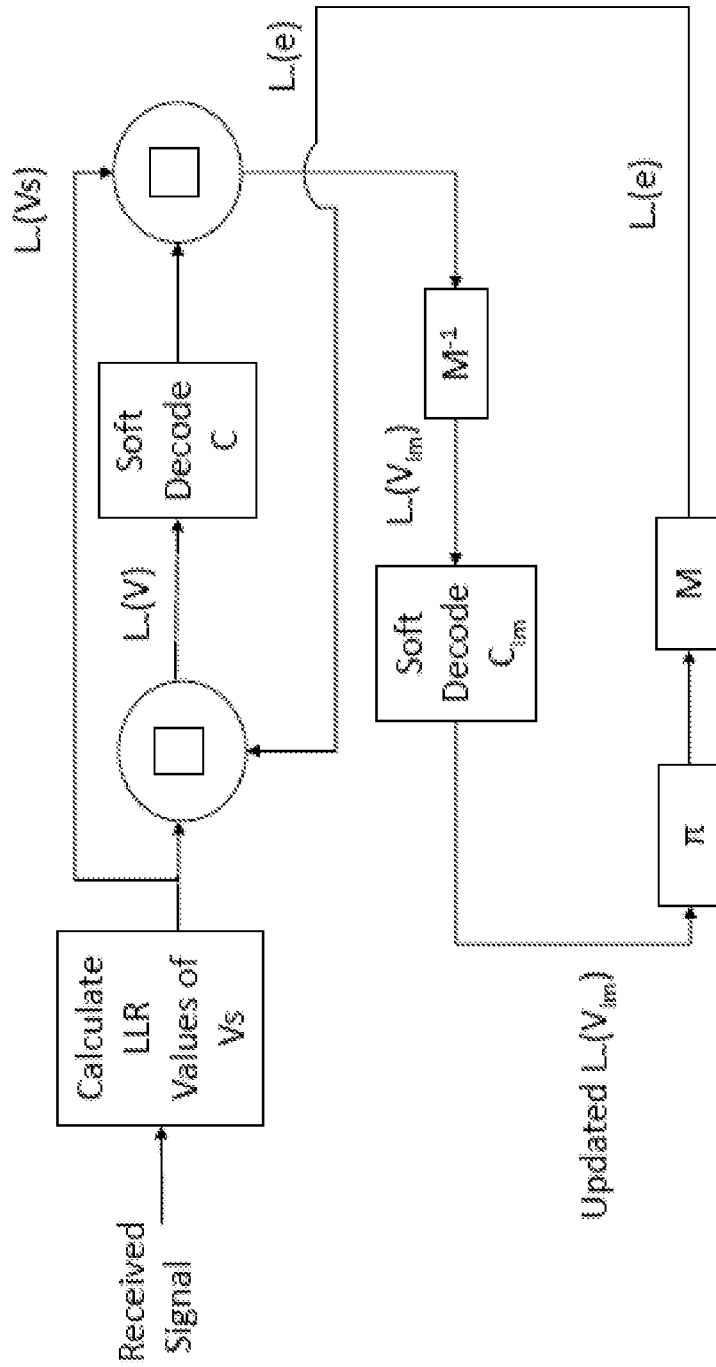 Received
Signal
Calculate
LLR
Values of
Vs
L~(Vs)
L~(V)
Soft
Decode
C
L~(e)
M⁻¹
L~(Vim)
Soft
Decode
Cim
Updated L~(Vim)
π
M
L~(e)